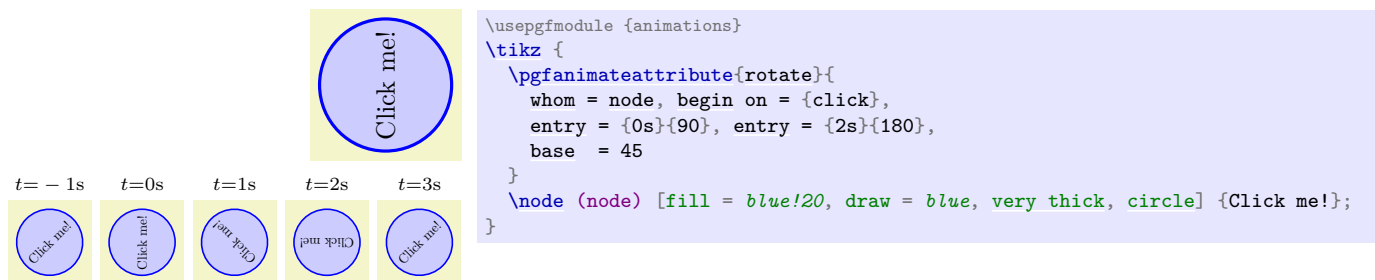 Click me!
t= − 1s t=0s t=1s t=2s t=3s
Click me! Click me! Click me! Click me! Click me!
\usepgfmodule {animations}
\tikz {
  \pgfanimateattribute{rotate}{
    whom = node, begin on = {click},
    entry = {0s}{90}, entry = {2s}{180},
    base  = 45
  }
  \node (node) [fill = blue!20, draw = blue, very thick, circle] {Click me!};
}